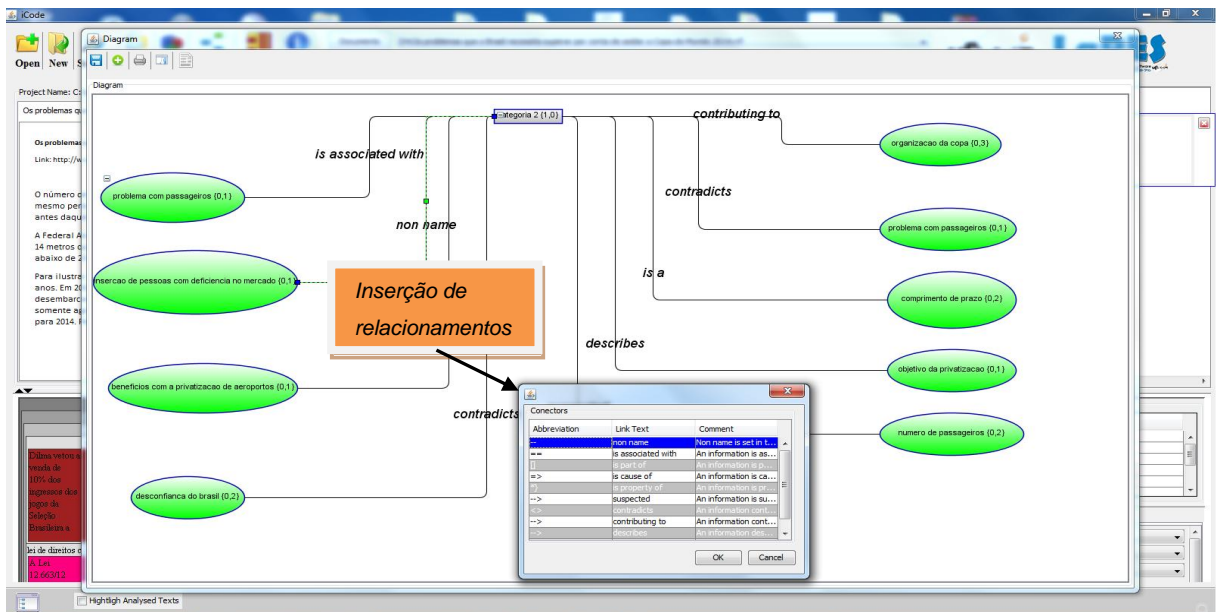 iCode
Diagram
Open New S
Project Name: C:
Os problemas qu
Diagram
Os problemas
Link: http://w
O número d
mesmo per
antes daqu
A Federal A
14 metros d
abaixo de 2
Para ilustra
anos. Em 20
desembarc
somente ag
para 2014. F
ategoria 2 {1,0}
contributing to
is associated with
organizacao da copa {0,3}
problema com passageiros {0,1}
contradicts
non name
problema com passageiros {0,1}
nsercao de pessoas com deficiencia no mercado {0,1}
is a
Inserção de
relacionamentos
comprimento de prazo {0,2}
describes
objetivo da privatizacao {0,1}
beneficios com a privatizacao de aeroportos {0,1}
contradicts
numero de passageiros {0,2}
desconfianca do brasil {0,2}
Conectors
Abbreviation Link Text Comment
-- non name Non name is set in t...
== is associated with An information is as...
[] is part of An information is p...
=> is cause of An information is ca...
*} is property of An information is pr...
--> suspected An information is su...
<> contradicts An information cont...
--> contributing to An information cont...
--> describes An information des...
OK Cancel
Dilma vetou a
venda de
10% dos
ingressos dos
jogos da
Seleção
Brasileira a
lei de direitos c
A Lei
12.663/12
Hightligh Analysed Texts